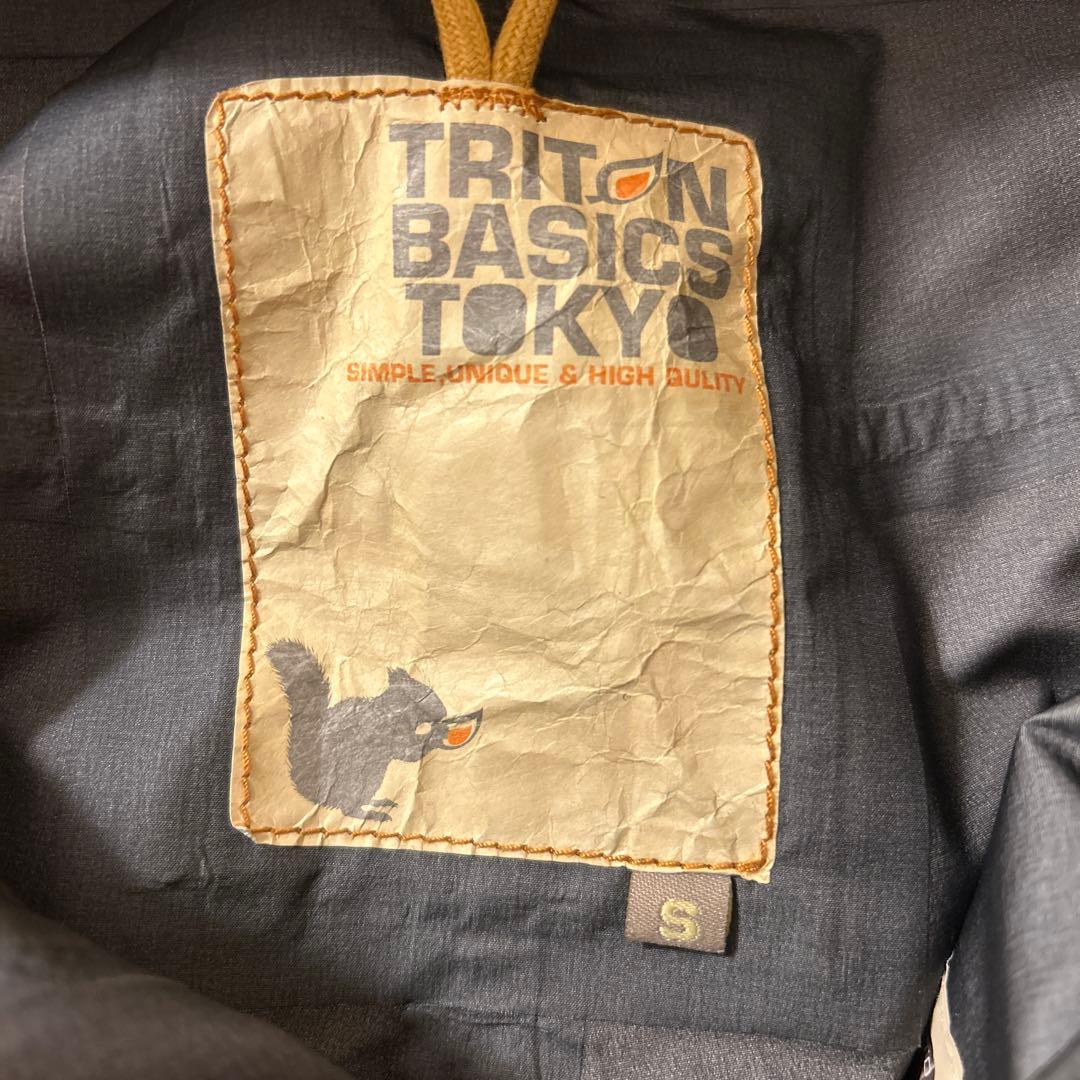 TRITON
BASICS
TOKYO
SIMPLE,UNIQUE & HIGH QULITY
S